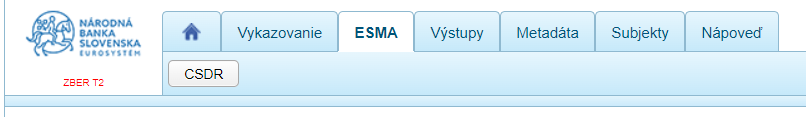 NÁRODNÁ
BANKA
SLOVENSKA
EUROSYSTÉM
ZBER T2
Vykazovanie
ESMA
Výstupy
Metadáta
Subjekty
Nápoveď
CSDR